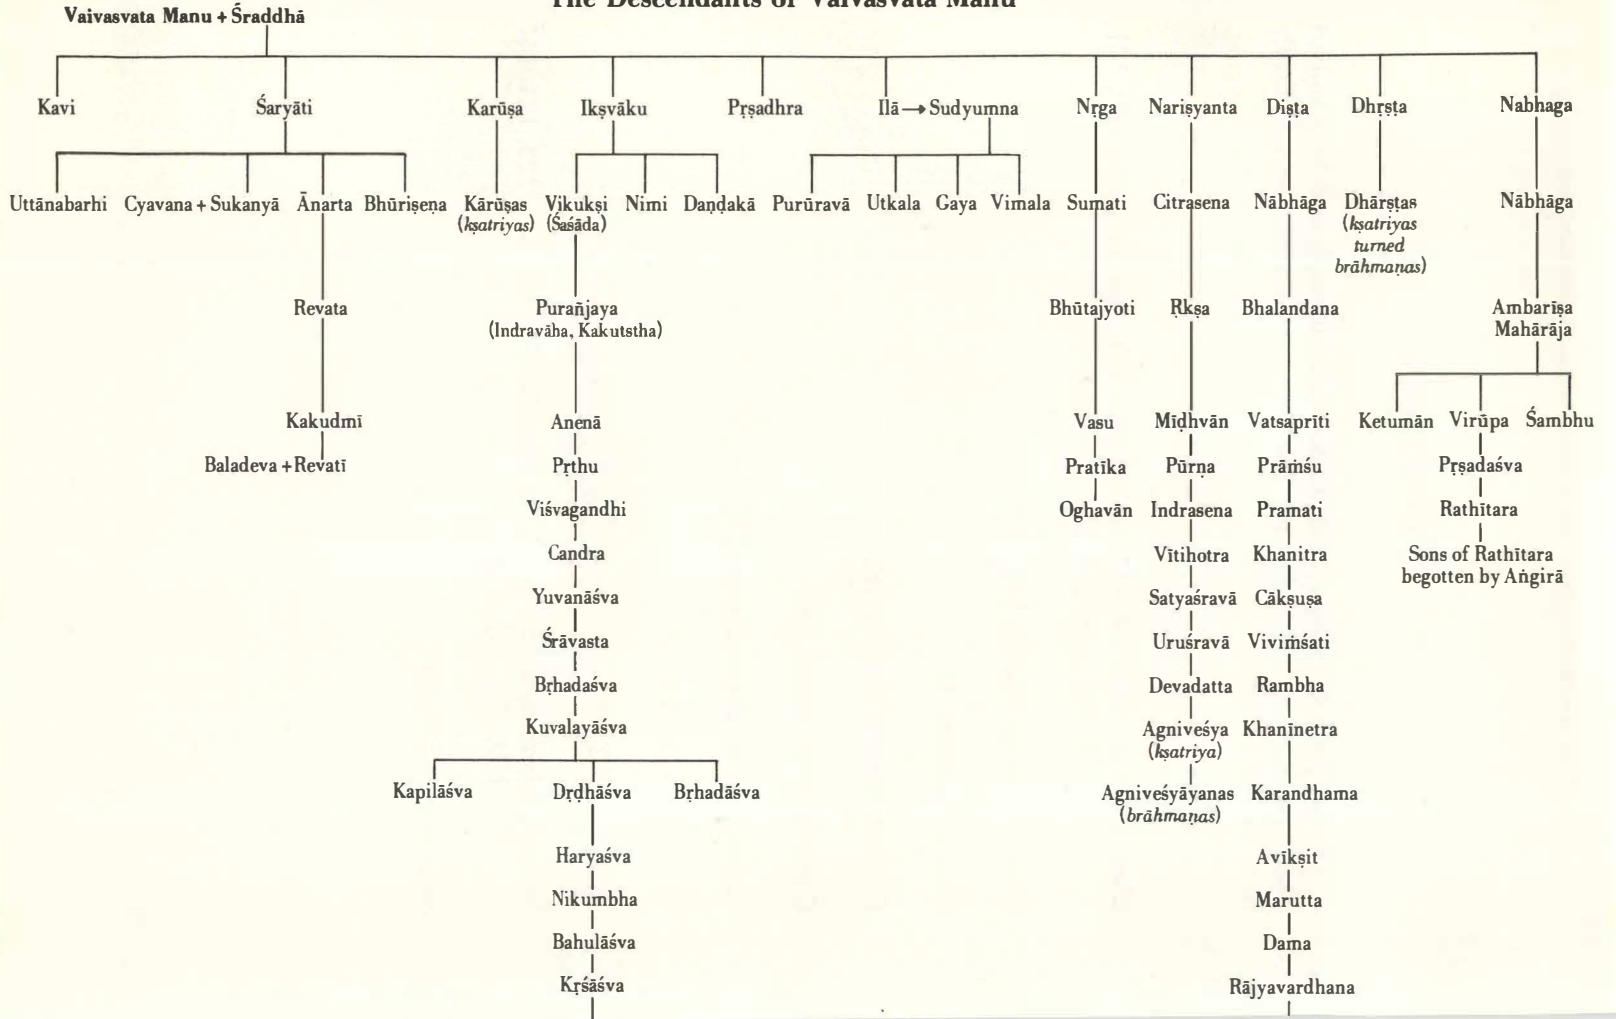 The Descendants of Vaivasvata Manu
Vaivasvata Manu + Śraddhā
Kavi Śaryāti Karūṣa Ikṣvāku Pṛṣadhra Ilā → Sudyumna Nṛga Nariṣyanta Diṣṭa Dhṛṣṭa Nabhaga
Uttānabarhi Cyavana + Sukanyā Ānarta Bhūriṣeṇa Kārūṣas Vikukṣi Nimi Daṇḍakā Purūravā Utkala Gaya Vimala Sumati Citrasena Nābhāga Dhārṣṭas Nābhāga
(kṣatriyas) (Śaśāda) (kṣatriyas
turned
brāhmaṇas)
Revata Purañjaya Bhūtajyoti Ṛkṣa Bhalandana Ambarīṣa
(Indravāha, Kakutstha) Mahārāja
Kakudmī Anenā Vasu Mīḍhvān Vatsaprīti Ketumān Virūpa Śambhu
Baladeva + Revatī Pṛthu Pratīka Pūrṇa Prāṁśu Pṛṣadaśva
Viśvagandhi Oghavān Indrasena Pramati Rathītara
Candra Vītihotra Khanitra Sons of Rathītara
begotten by Aṅgirā
Yuvanāśva Satyaśravā Cākṣuṣa
Śrāvasta Uruśravā Viviṁśati
Bṛhadaśva Devadatta Rambha
Kuvalayāśva Agniveśya Khanīnetra
(kṣatriya)
Kapilāśva Dṛḍhāśva Bṛhadāśva Agniveśyāyanas Karandhama
(brāhmaṇas)
Haryaśva Avīkṣit
Nikumbha Marutta
Bahulāśva Dama
Kṛśāśva Rājyavardhana